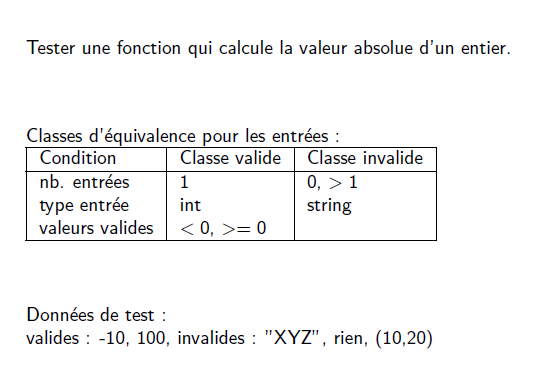 Tester une fonction qui calcule la valeur absolue d'un entier.
Classes d'équivalence pour les entrées :
Condition Classe valide Classe invalide
nb. entrées 1 0, > 1
type entrée int string
valeurs valides < 0, >= 0
Données de test :
valides : -10, 100, invalides : "XYZ", rien, (10,20)